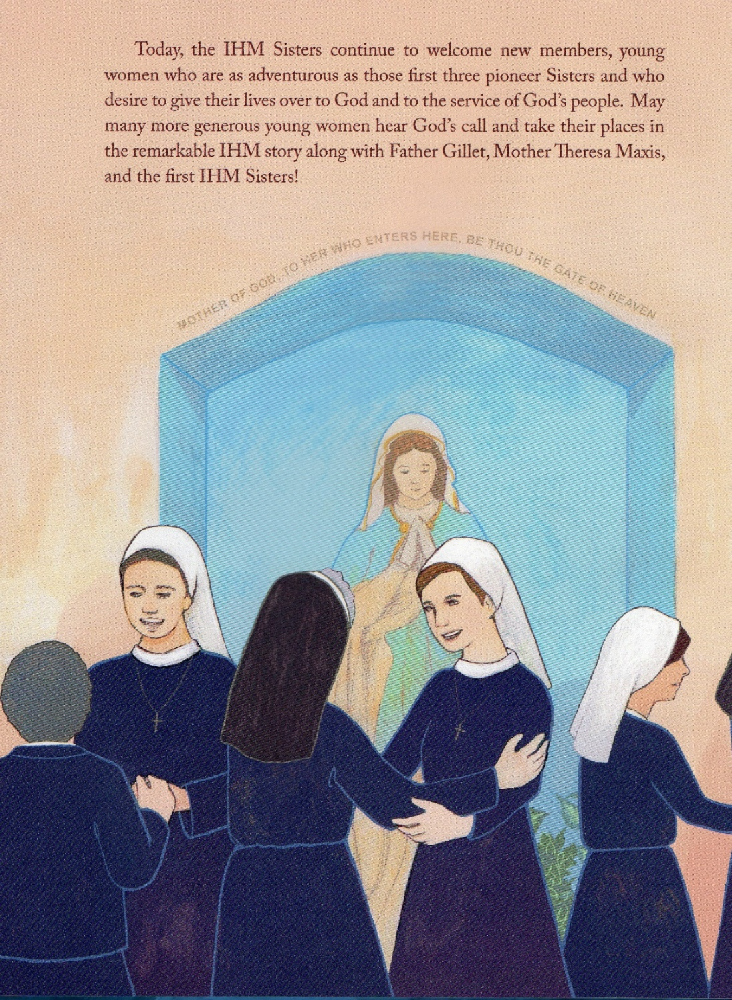 Today, the IHM Sisters continue to welcome new members, young
women who are as adventurous as those first three pioneer Sisters and who
desire to give their lives over to God and to the service of God's people. May
many more generous young women hear God's call and take their places in
the remarkable IHM story along with Father Gillet, Mother Theresa Maxis,
and the first IHM Sisters!
MOTHER OF GOD, TO HER WHO ENTERS HERE, BE THOU THE GATE OF HEAVEN